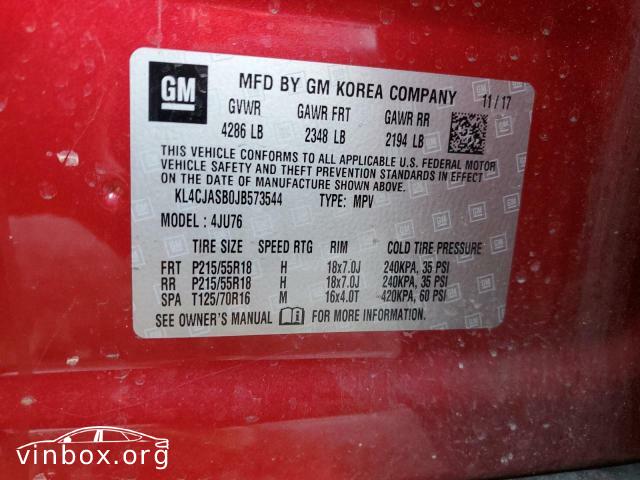 GM MFD BY GM KOREA COMPANY 11/17
GVWR GAWR FRT GAWR RR
4286 LB 2348 LB 2194 LB
THIS VEHICLE CONFORMS TO ALL APPLICABLE U.S. FEDERAL MOTOR
VEHICLE SAFETY AND THEFT PREVENTION STANDARDS IN EFFECT
ON THE DATE OF MANUFACTURE SHOWN ABOVE.
KL4CJASB0JB573544 TYPE: MPV
MODEL : 4JU76
TIRE SIZE SPEED RTG RIM COLD TIRE PRESSURE
FRT P215/55R18 H 18x7.0J 240KPA, 35 PSI
RR P215/55R18 H 18x7.0J 240KPA, 35 PSI
SPA T125/70R16 M 16x4.0T 420KPA, 60 PSI
SEE OWNER'S MANUAL FOR MORE INFORMATION.
vinbox.org